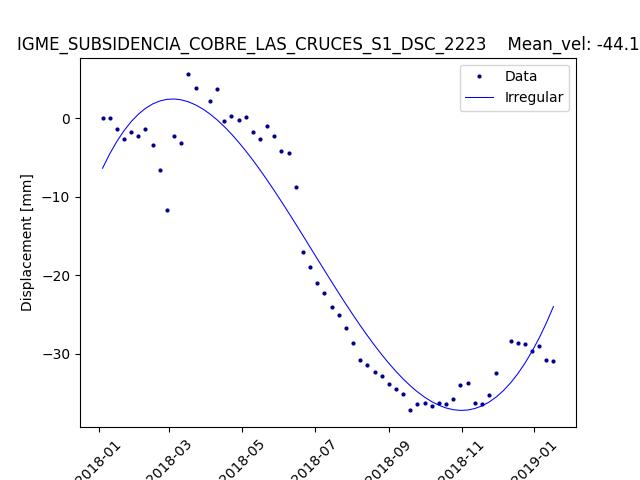 IGME_SUBSIDENCIA_COBRE_LAS_CRUCES_S1_DSC_2223    Mean_vel: -44.1
Data
Irregular
Displacement [mm]
0
−10
−20
−30
2018-01
2018-03
2018-05
2018-07
2018-09
2018-11
2019-01